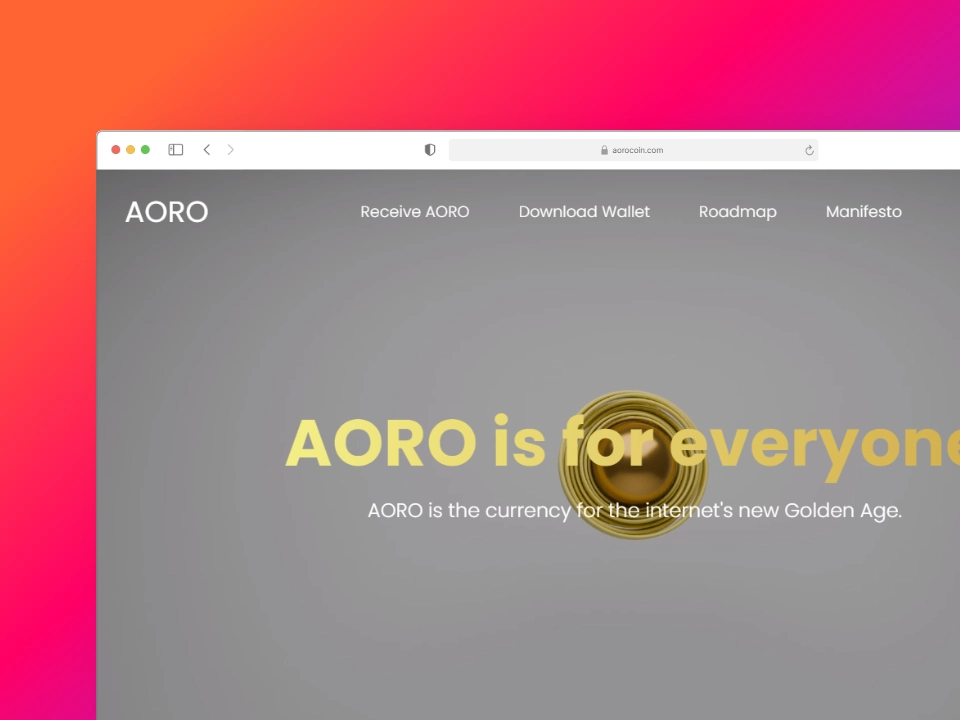 aorocoin.com
AORO Receive AORO Download Wallet Roadmap Manifesto
AORO is for everyone
AORO is the currency for the internet's new Golden Age.